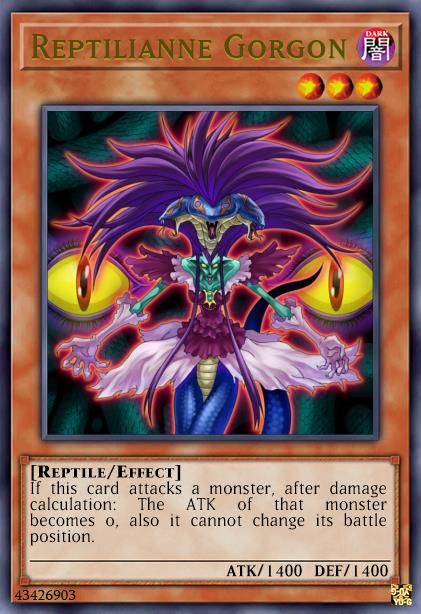 Reptilianne Gorgon
DARK
闇
[Reptile/Effect]
If this card attacks a monster, after damage
calculation: The ATK of that monster
becomes 0, also it cannot change its battle
position.
ATK/1400 DEF/1400
43426903